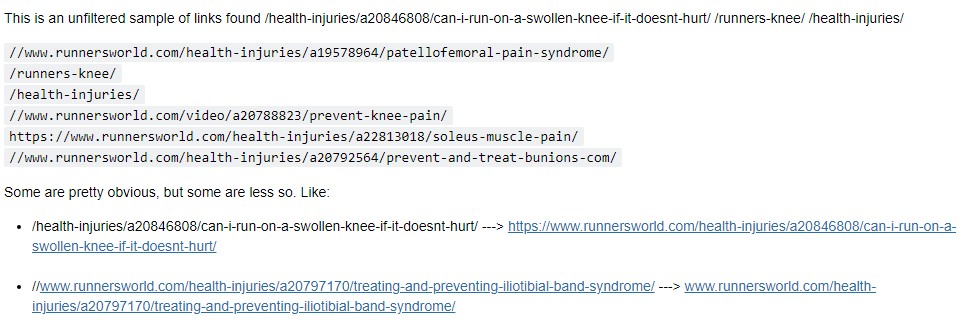 This is an unfiltered sample of links found /health-injuries/a20846808/can-i-run-on-a-swollen-knee-if-it-doesnt-hurt/ /runners-knee/ /health-injuries/
//www.runnersworld.com/health-injuries/a19578964/patellofemoral-pain-syndrome/
/runners-knee/
/health-injuries/
//www.runnersworld.com/video/a20788823/prevent-knee-pain/
https://www.runnersworld.com/health-injuries/a22813018/soleus-muscle-pain/
//www.runnersworld.com/health-injuries/a20792564/prevent-and-treat-bunions-com/
Some are pretty obvious, but some are less so. Like:
• /health-injuries/a20846808/can-i-run-on-a-swollen-knee-if-it-doesnt-hurt/ ---> https://www.runnersworld.com/health-injuries/a20846808/can-i-run-on-a-
swollen-knee-if-it-doesnt-hurt/
• //www.runnersworld.com/health-injuries/a20797170/treating-and-preventing-iliotibial-band-syndrome/ ---> www.runnersworld.com/health-
injuries/a20797170/treating-and-preventing-iliotibial-band-syndrome/